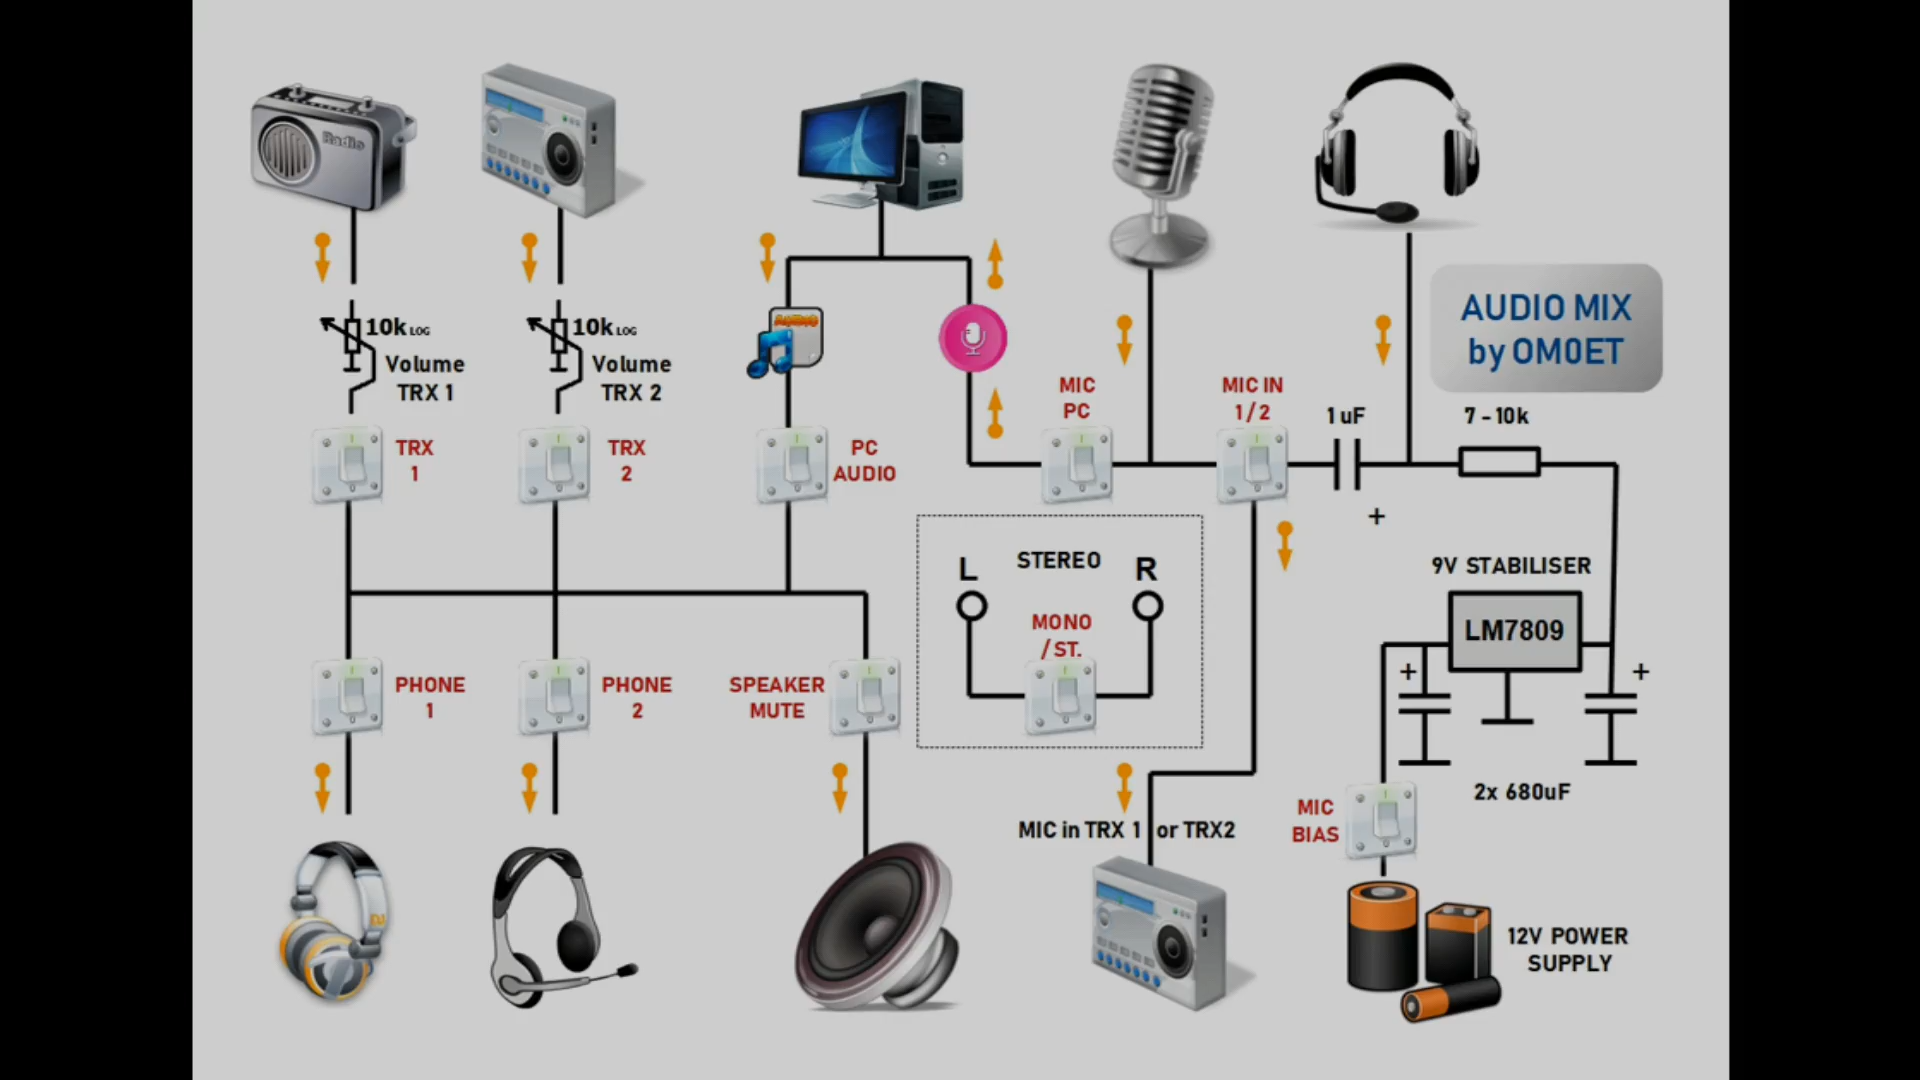 Radio
AUDIO MIX
by OM0ET
10k LOG
Volume
TRX 1
10k LOG
Volume
TRX 2
AUDIO
MIC
PC
MIC IN
1/2
1 uF
7 - 10k
TRX
1
TRX
2
PC
AUDIO
+
L
STEREO
R
MONO
/ ST.
9V STABILISER
LM7809
+
+
2x 680uF
PHONE
1
PHONE
2
SPEAKER
MUTE
MIC in TRX 1 or TRX2
MIC
BIAS
12V POWER
SUPPLY